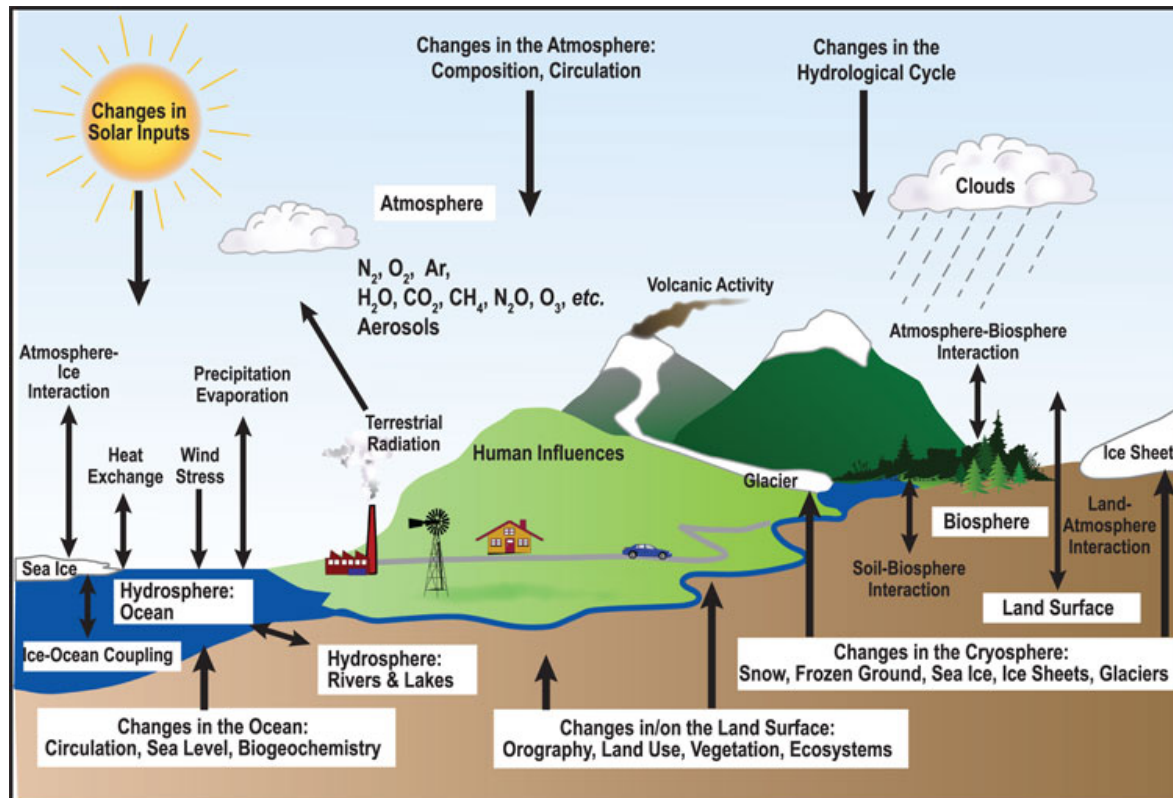 Changes in the Atmosphere:
Composition, Circulation
Changes in the
Hydrological Cycle
Changes in
Solar Inputs
Clouds
Atmosphere
N₂, O₂, Ar,
H₂O, CO₂, CH₄, N₂O, O₃, etc.
Aerosols
Volcanic Activity
Atmosphere-Biosphere
Interaction
Atmosphere-
Ice
Interaction
Precipitation
Evaporation
Terrestrial
Radiation
Heat
Exchange
Wind
Stress
Human Influences
Glacier
Ice Sheet
Land-
Atmosphere
Interaction
Biosphere
Soil-Biosphere
Interaction
Land Surface
Sea Ice
Hydrosphere:
Ocean
Ice-Ocean Coupling
Hydrosphere:
Rivers & Lakes
Changes in the Cryosphere:
Snow, Frozen Ground, Sea Ice, Ice Sheets, Glaciers
Changes in the Ocean:
Circulation, Sea Level, Biogeochemistry
Changes in/on the Land Surface:
Orography, Land Use, Vegetation, Ecosystems